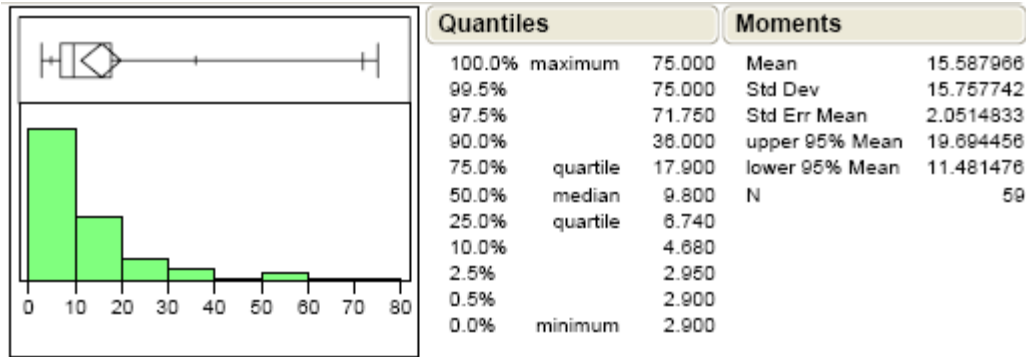 Quantiles
100.0% maximum 75.000
99.5% 75.000
97.5% 71.750
90.0% 36.000
75.0% quartile 17.900
50.0% median 9.800
25.0% quartile 6.740
10.0% 4.680
2.5% 2.950
0.5% 2.900
0.0% minimum 2.900
Moments
Mean 15.587966
Std Dev 15.757742
Std Err Mean 2.0514833
upper 95% Mean 19.694456
lower 95% Mean 11.481476
N 59
0 10 20 30 40 50 60 70 80